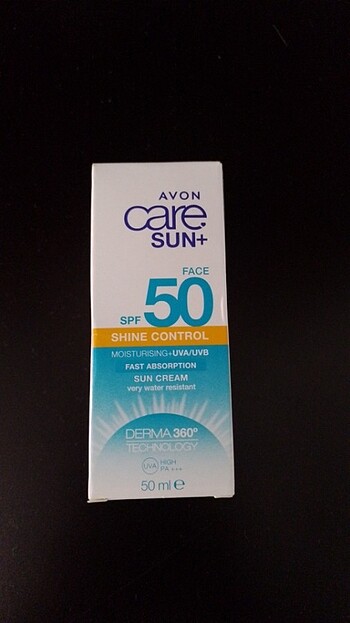 AVON
care
SUN+
FACE
SPF 50
SHINE CONTROL
MOISTURISING+UVA/UVB
FAST ABSORPTION
SUN CREAM
very water resistant
DERMA 360º
TECHNOLOGY
UVA HIGH
PA+++
50 ml e